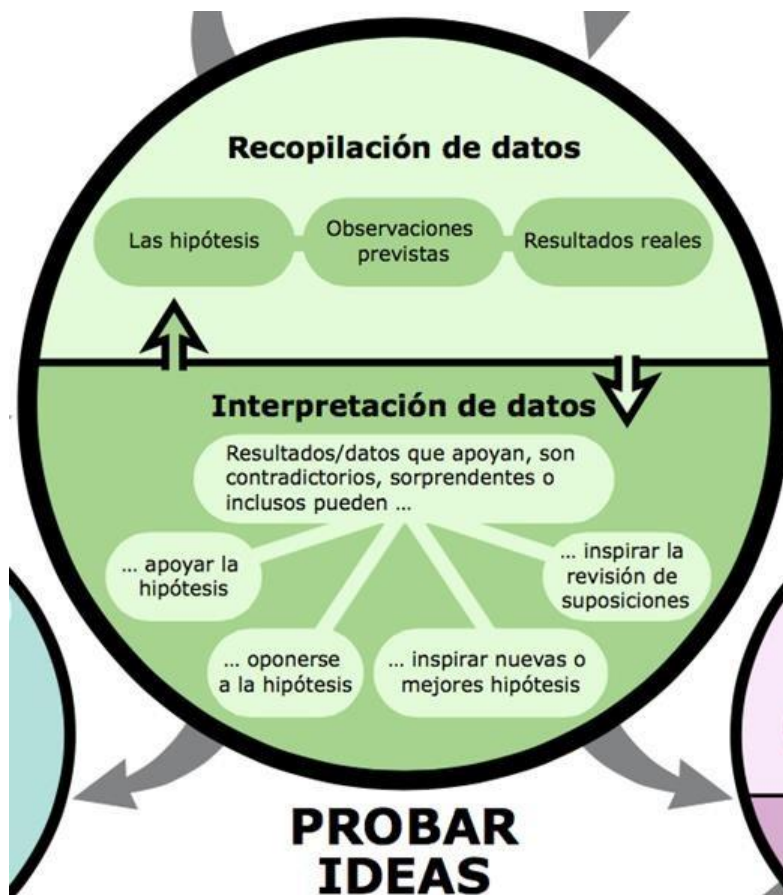 Recopilación de datos
Las hipótesis
Observaciones
previstas
Resultados reales
Interpretación de datos
Resultados/datos que apoyan, son
contradictorios, sorprendentes o
inclusos pueden ...
... apoyar la
hipótesis
... oponerse
a la hipótesis
... inspirar nuevas o
mejores hipótesis
... inspirar la
revisión de
suposiciones
PROBAR
IDEAS